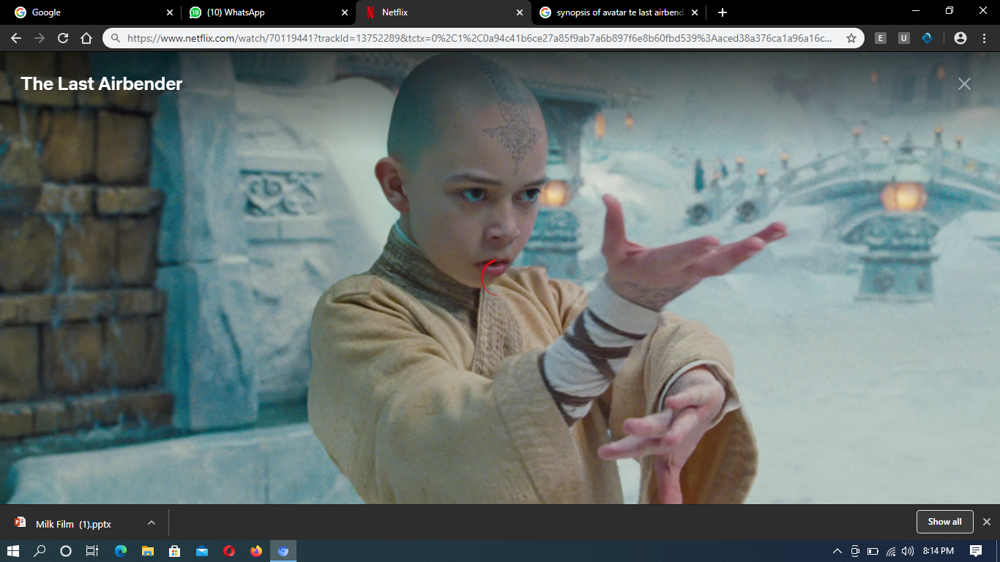 Google
(10) WhatsApp
Netflix
synopsis of avatar te last airbend
https://www.netflix.com/watch/70119441?trackId=13752289&tctx=0%2C1%2C0a94c41b6ce27a85f9ab7a6b897f6e8b60fbd539%3Aaced38a376ca1a96a16c...
E
U
The Last Airbender
Milk Film (1).pptx
Show all
8:14 PM